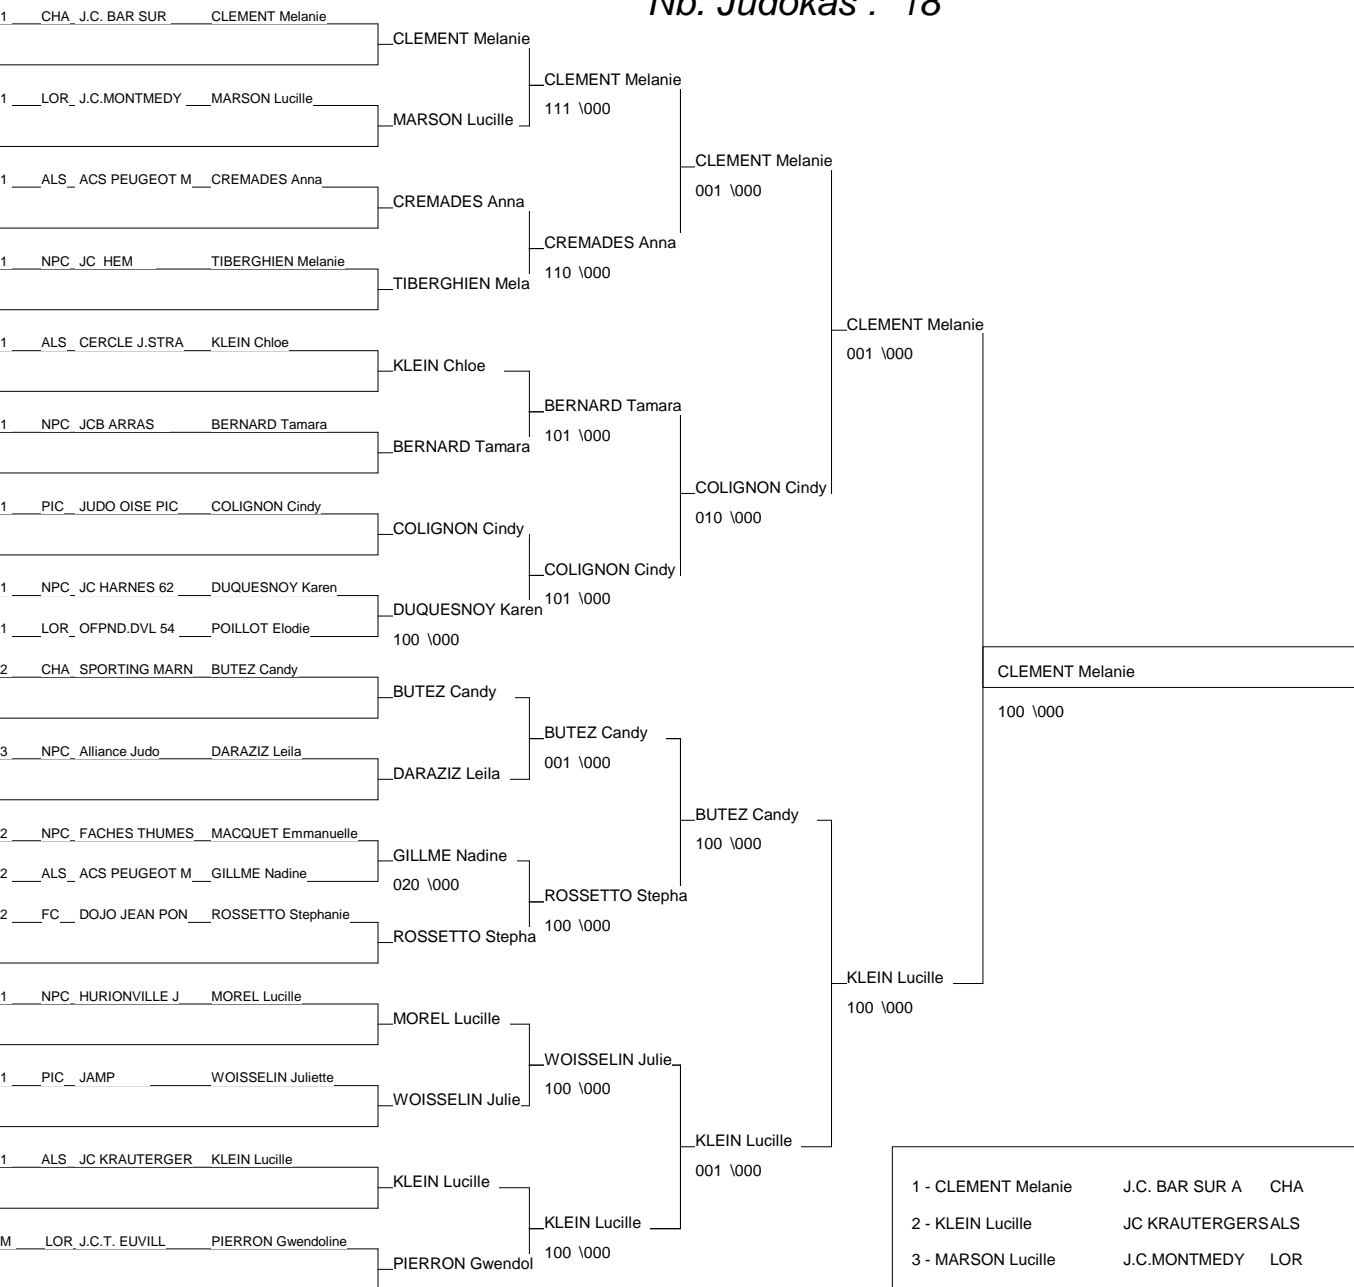 Nb. Judokas : 18
1 CHA J.C. BAR SUR CLEMENT Melanie
CLEMENT Melanie
CLEMENT Melanie
111 \000
1 LOR J.C.MONTMEDY MARSON Lucille
MARSON Lucille
CLEMENT Melanie
001 \000
1 ALS ACS PEUGEOT M CREMADES Anna
CREMADES Anna
CREMADES Anna
110 \000
1 NPC JC HEM TIBERGHIEN Melanie
TIBERGHIEN Mela
CLEMENT Melanie
001 \000
1 ALS CERCLE J.STRA KLEIN Chloe
KLEIN Chloe
BERNARD Tamara
101 \000
1 NPC JCB ARRAS BERNARD Tamara
BERNARD Tamara
COLIGNON Cindy
010 \000
1 PIC JUDO OISE PIC COLIGNON Cindy
COLIGNON Cindy
COLIGNON Cindy
101 \000
1 NPC JC HARNES 62 DUQUESNOY Karen
DUQUESNOY Karen
100 \000
1 LOR OFPND.DVL 54 POILLOT Elodie
CLEMENT Melanie
100 \000
2 CHA SPORTING MARN BUTEZ Candy
BUTEZ Candy
BUTEZ Candy
001 \000
3 NPC Alliance Judo DARAZIZ Leila
DARAZIZ Leila
BUTEZ Candy
100 \000
2 NPC FACHES THUMES MACQUET Emmanuelle
GILLME Nadine
020 \000
2 ALS ACS PEUGEOT M GILLME Nadine
ROSSETTO Stepha
100 \000
2 FC DOJO JEAN PON ROSSETTO Stephanie
ROSSETTO Stepha
KLEIN Lucille
100 \000
1 NPC HURIONVILLE J MOREL Lucille
MOREL Lucille
WOISSELIN Julie
100 \000
1 PIC JAMP WOISSELIN Juliette
WOISSELIN Julie
KLEIN Lucille
001 \000
1 ALS JC KRAUTERGER KLEIN Lucille
KLEIN Lucille
KLEIN Lucille
100 \000
M LOR J.C.T. EUVILL PIERRON Gwendoline
PIERRON Gwendol
1 - CLEMENT Melanie J.C. BAR SUR A CHA
2 - KLEIN Lucille JC KRAUTERGERSALS
3 - MARSON Lucille J.C.MONTMEDY LOR